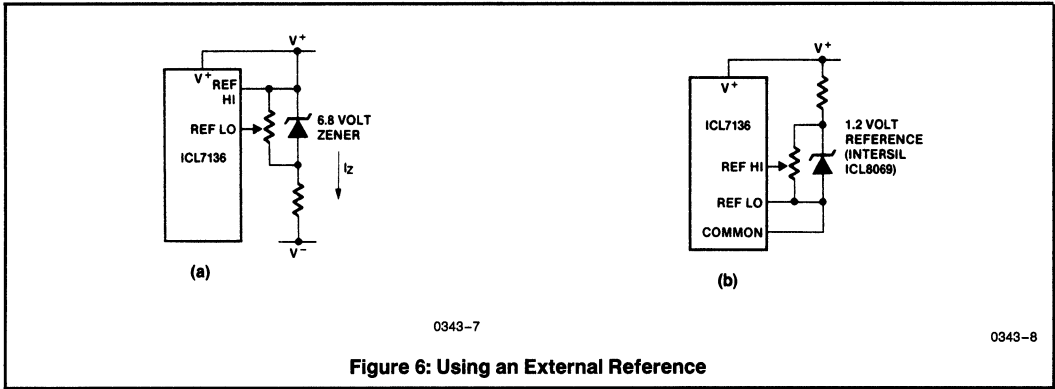 V+
V+
REF
HI
REF LO
ICL7136
6.8 VOLT
ZENER
IZ
V−
(a)
V+
V+
ICL7136
1.2 VOLT
REFERENCE
(INTERSIL
ICL8069)
REF HI
REF LO
COMMON
(b)
0343–7
0343–8
Figure 6: Using an External Reference